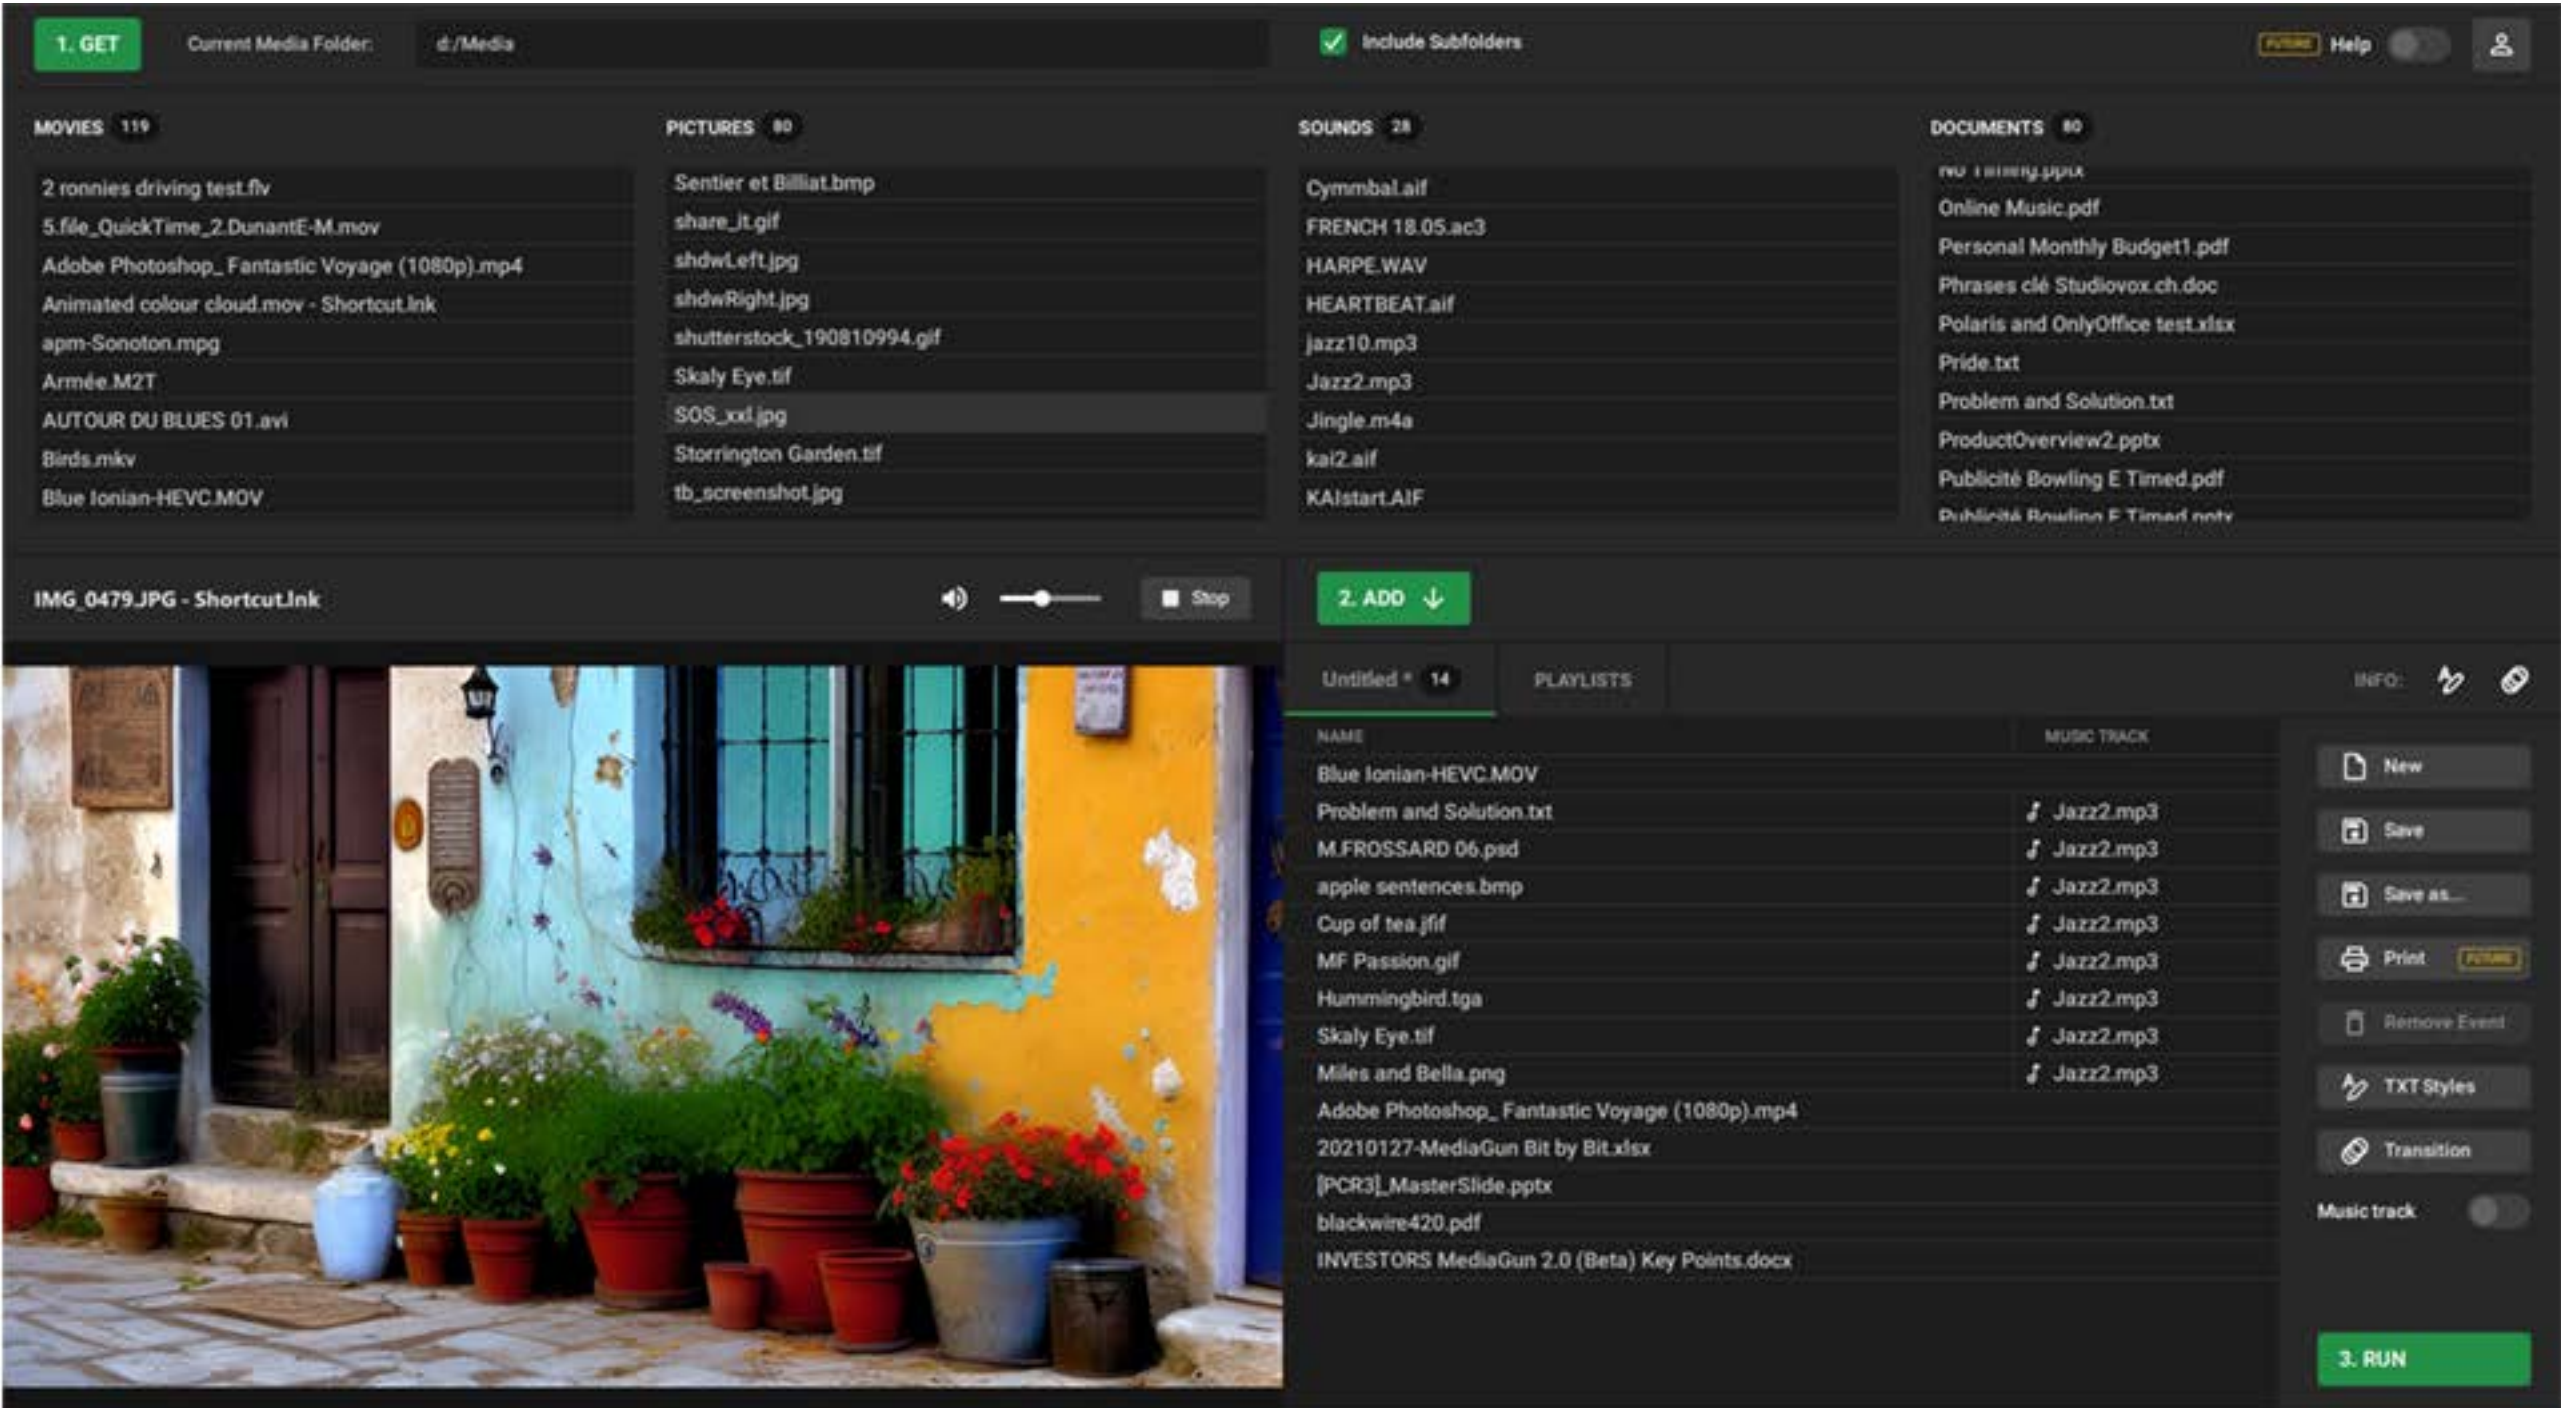 1. GET
Current Media Folder:
d:/Media
Include Subfolders
FUTURE
Help
MOVIES 119
2 ronnies driving test.flv
5.file_QuickTime_2.DunantE-M.mov
Adobe Photoshop_ Fantastic Voyage (1080p).mp4
Animated colour cloud.mov - Shortcut.lnk
apm-Sonoton.mpg
Armée.M2T
AUTOUR DU BLUES 01.avi
Birds.mkv
Blue Ionian-HEVC.MOV
PICTURES 80
Sentier et Billiat.bmp
share_it.gif
shdwLeft.jpg
shdwRight.jpg
shutterstock_190810994.gif
Skaly Eye.tif
SOS_xxl.jpg
Storrington Garden.tif
tb_screenshot.jpg
SOUNDS 28
Cymmbal.aif
FRENCH 18.05.ac3
HARPE.WAV
HEARTBEAT.aif
jazz10.mp3
Jazz2.mp3
Jingle.m4a
kai2.aif
KAIstart.AIF
DOCUMENTS 80
No Timing.pptx
Online Music.pdf
Personal Monthly Budget1.pdf
Phrases clé Studiovox.ch.doc
Polaris and OnlyOffice test.xlsx
Pride.txt
Problem and Solution.txt
ProductOverview2.pptx
Publicité Bowling E Timed.pdf
Publicité Bowling E Timed.pptx
IMG_0479.JPG - Shortcut.lnk
Stop
2. ADD
Untitled * 14
PLAYLISTS
INFO:
NAME
MUSIC TRACK
Blue Ionian-HEVC.MOV
Problem and Solution.txt Jazz2.mp3
M.FROSSARD 06.psd Jazz2.mp3
apple sentences.bmp Jazz2.mp3
Cup of tea.jfif Jazz2.mp3
MF Passion.gif Jazz2.mp3
Hummingbird.tga Jazz2.mp3
Skaly Eye.tif Jazz2.mp3
Miles and Bella.png Jazz2.mp3
Adobe Photoshop_ Fantastic Voyage (1080p).mp4
20210127-MediaGun Bit by Bit.xlsx
[PCR3]_MasterSlide.pptx
blackwire420.pdf
INVESTORS MediaGun 2.0 (Beta) Key Points.docx
New
Save
Save as...
Print FUTURE
Remove Event
TXT Styles
Transition
Music track
3. RUN